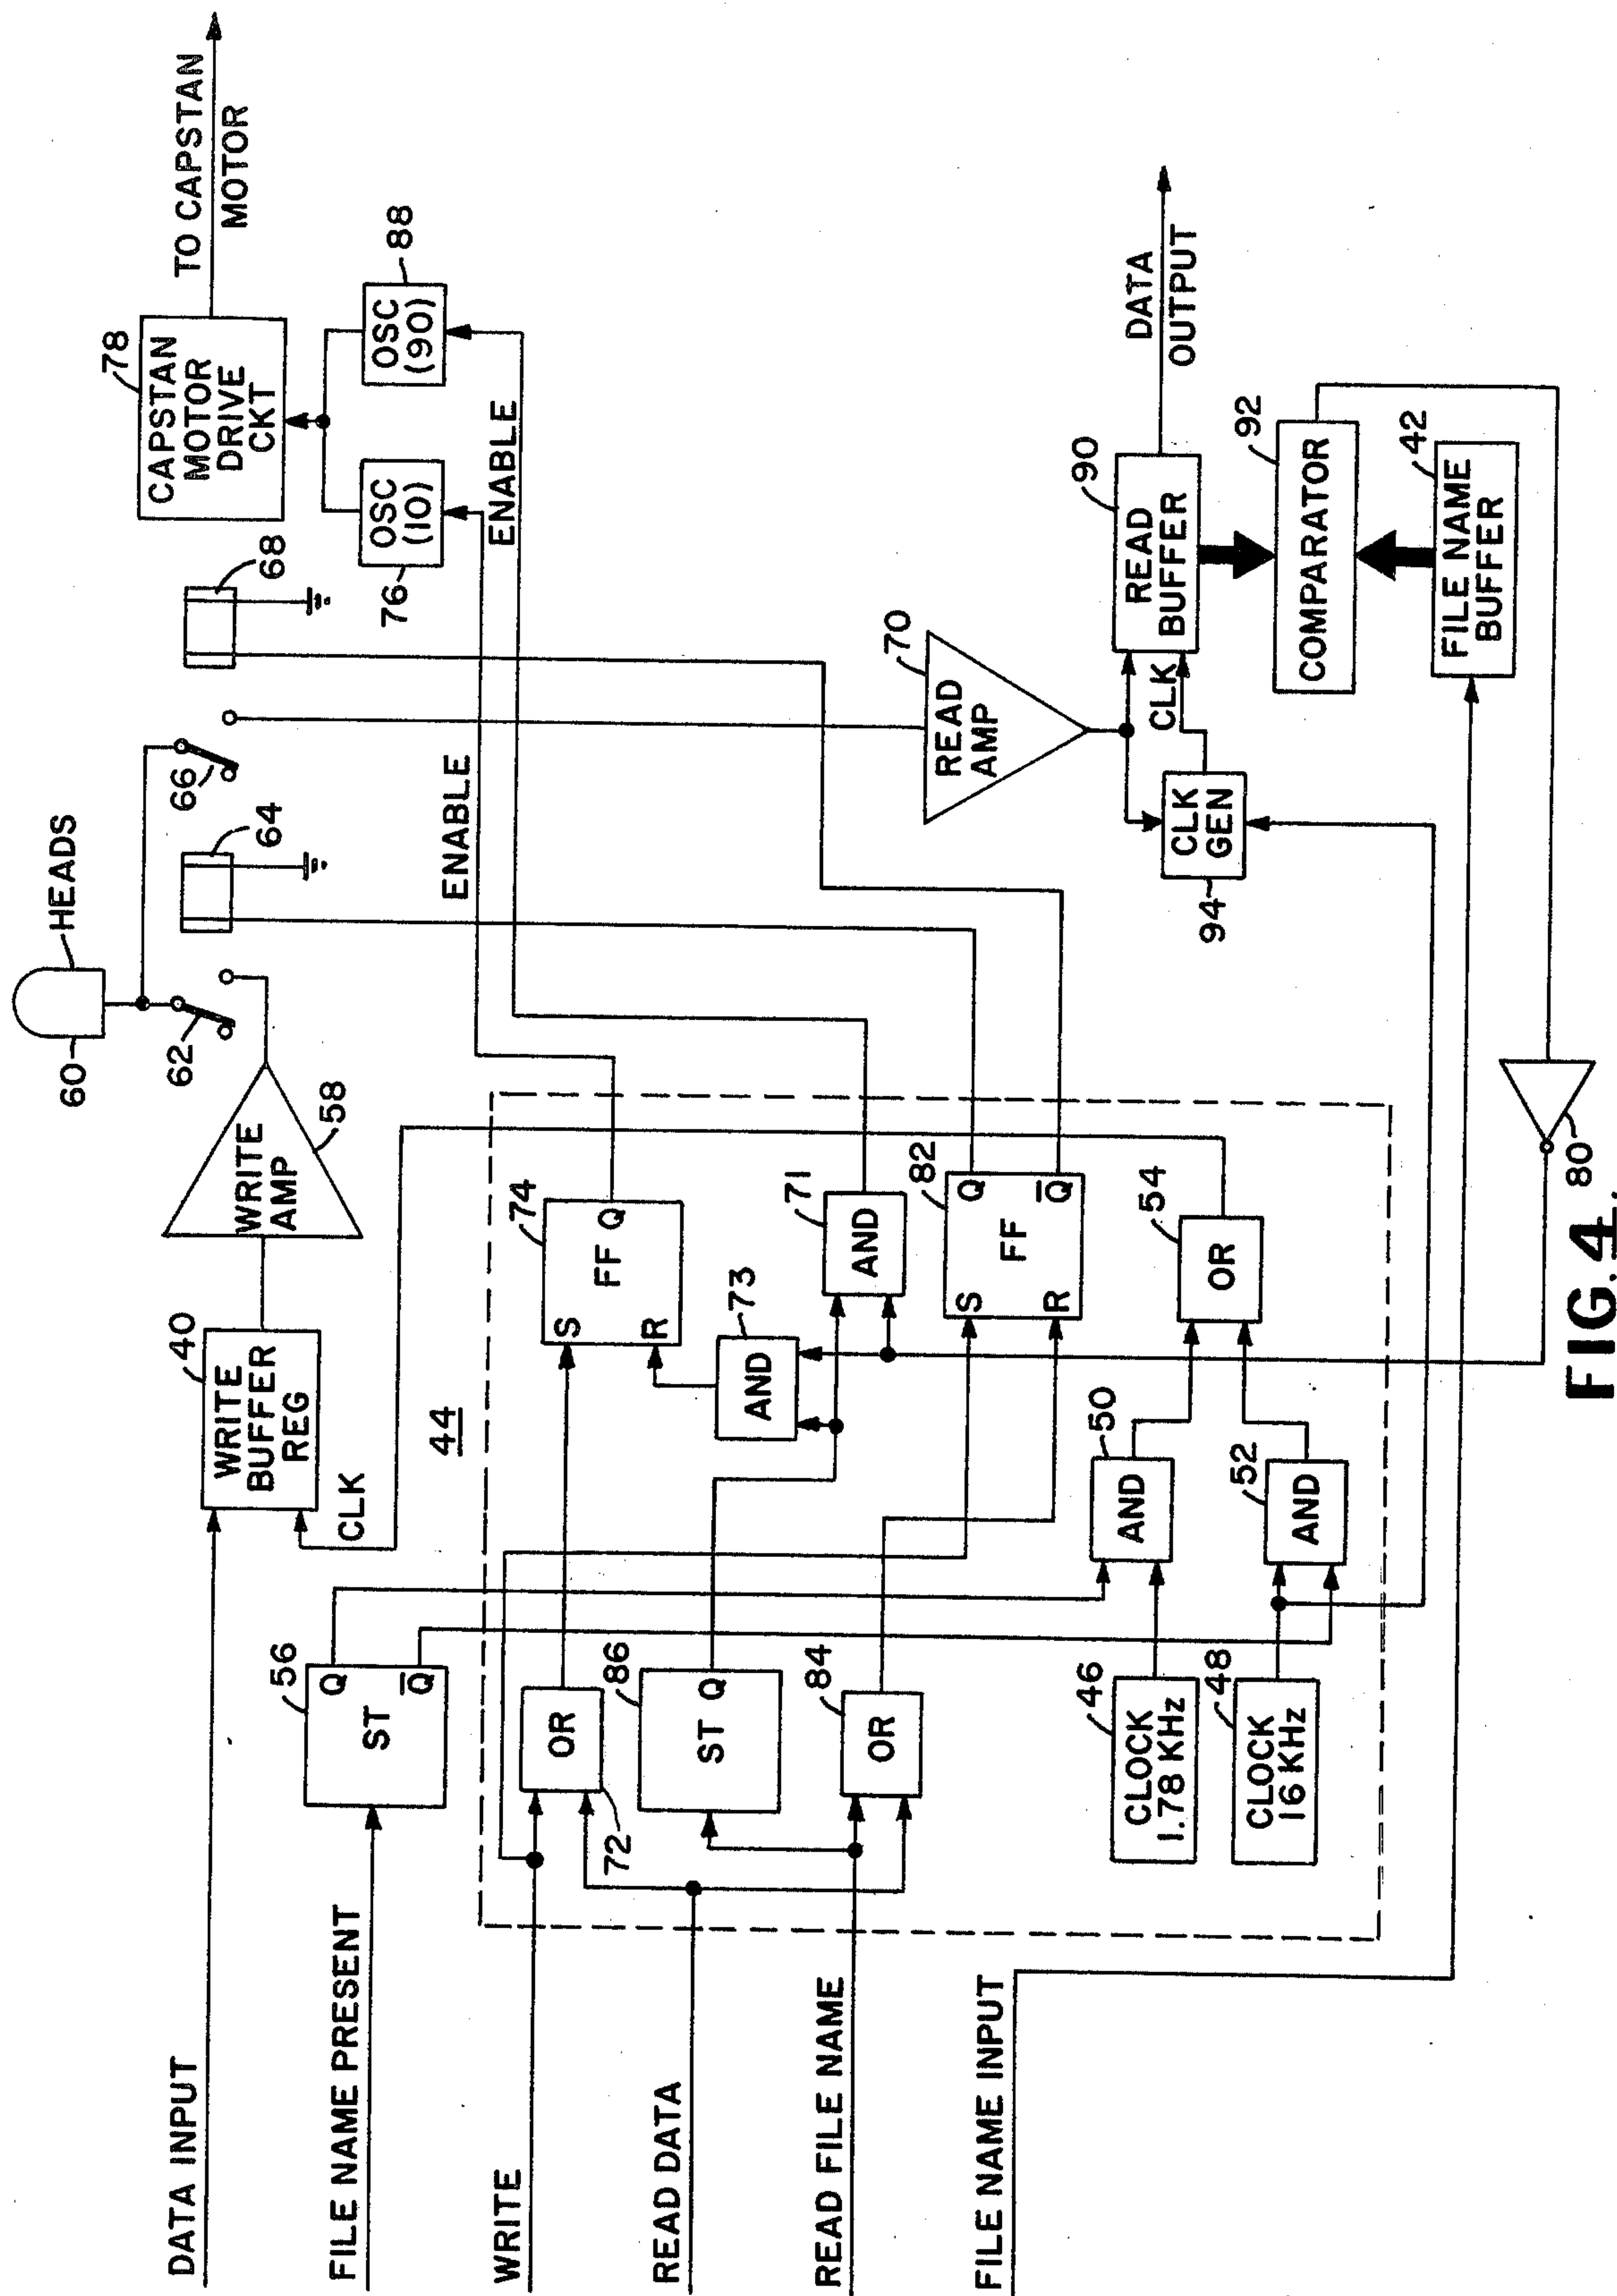 TO CAPSTAN
MOTOR
78
CAPSTAN
MOTOR
DRIVE
CKT
88
OSC
(90)
OSC
(10)
76
68
ENABLE
ENABLE
66
64
HEADS
60
62
WRITE
AMP
58
40
WRITE
BUFFER
REG
CLK
DATA INPUT
FILE NAME PRESENT
56
Q
ST
Q̅
44
WRITE
OR
72
READ DATA
86
ST Q
READ FILE NAME
84
OR
FILE NAME INPUT
74
S
FF Q
R
73
AND
71
AND
82
S
Q
FF
R
Q̅
54
OR
50
AND
52
AND
46
CLOCK
1.78 KHz
48
CLOCK
16 KHz
70
READ
AMP
CLK
CLK
GEN
94
90
READ
BUFFER
DATA
OUTPUT
92
COMPARATOR
42
FILE NAME
BUFFER
80
FIG. 4.